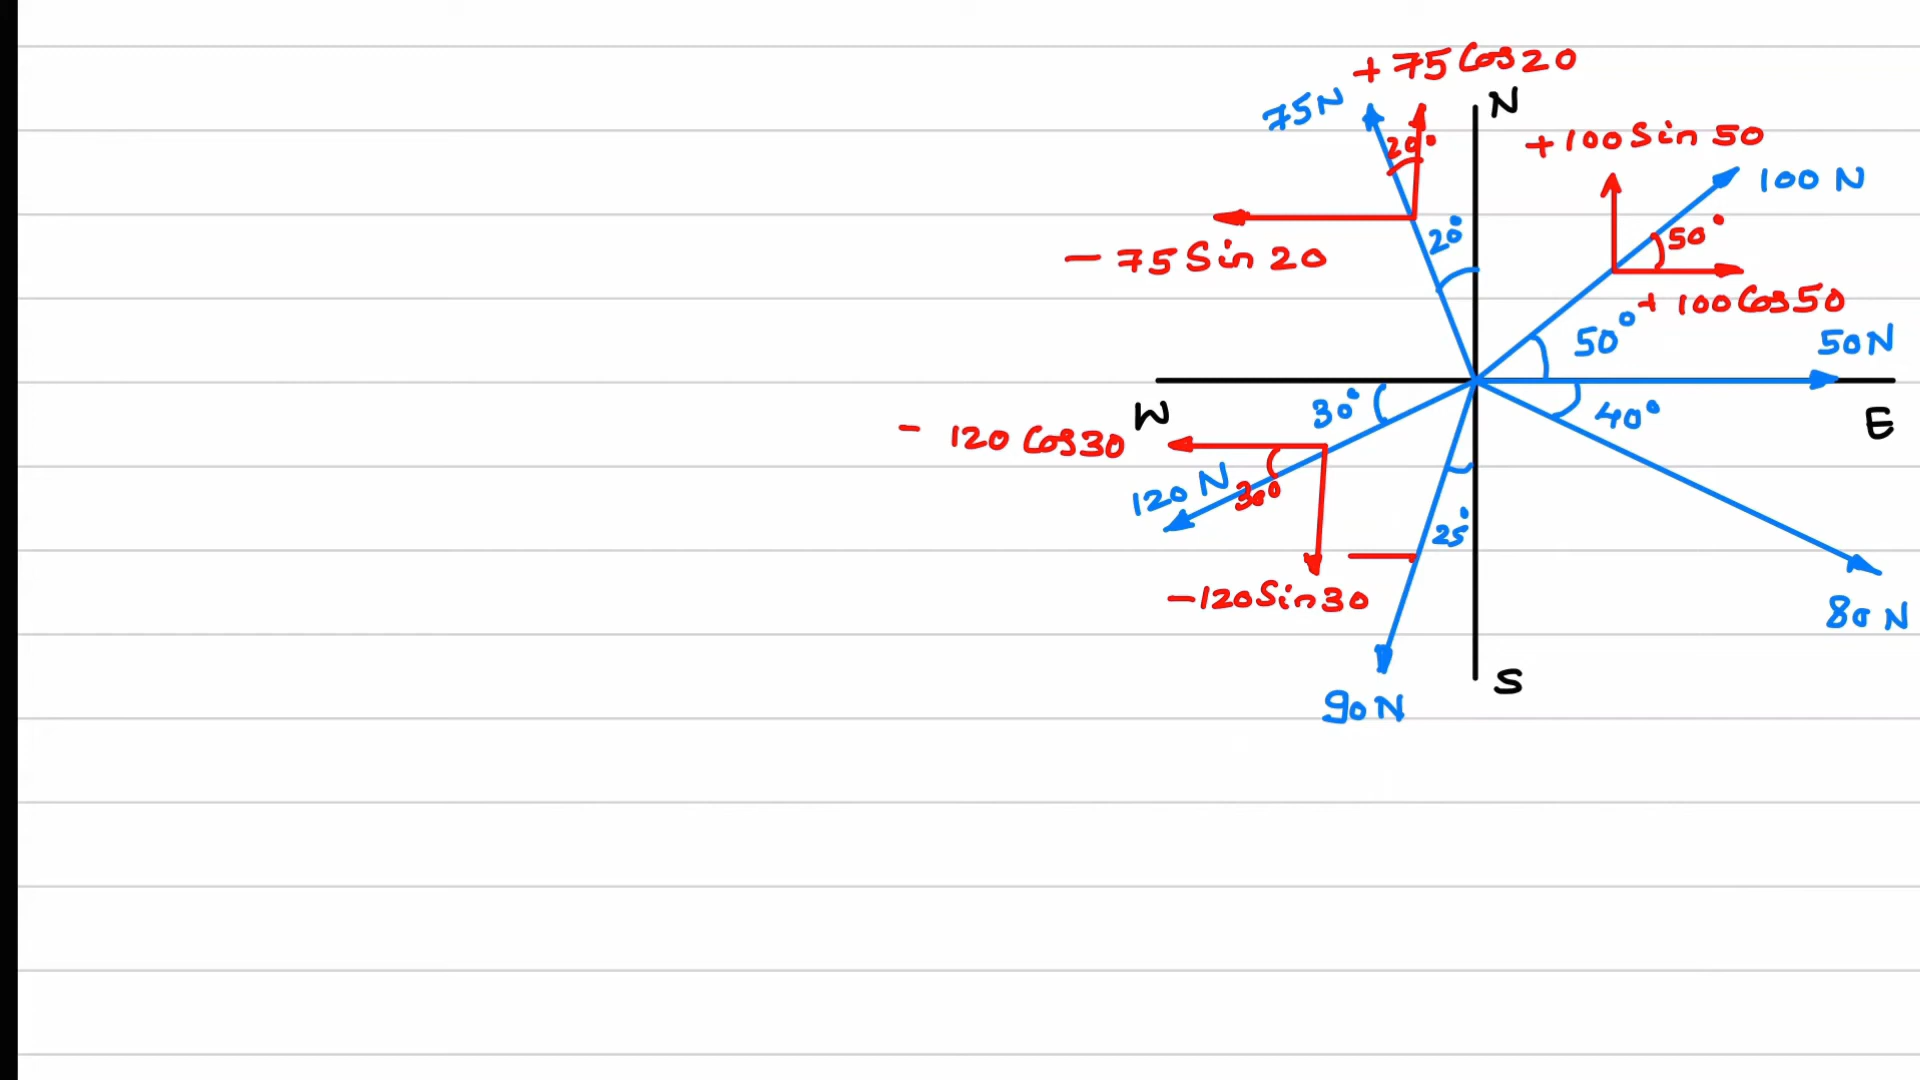 + 75 Cos 20
75N
N
20°
+ 100 Sin 50
100 N
20°
50°
- 75 Sin 20
+ 100 Cos 50
50°
50N
30°
40°
W
E
- 120 Cos 30
120 N
30°
25°
-120 Sin 30
80 N
S
90N